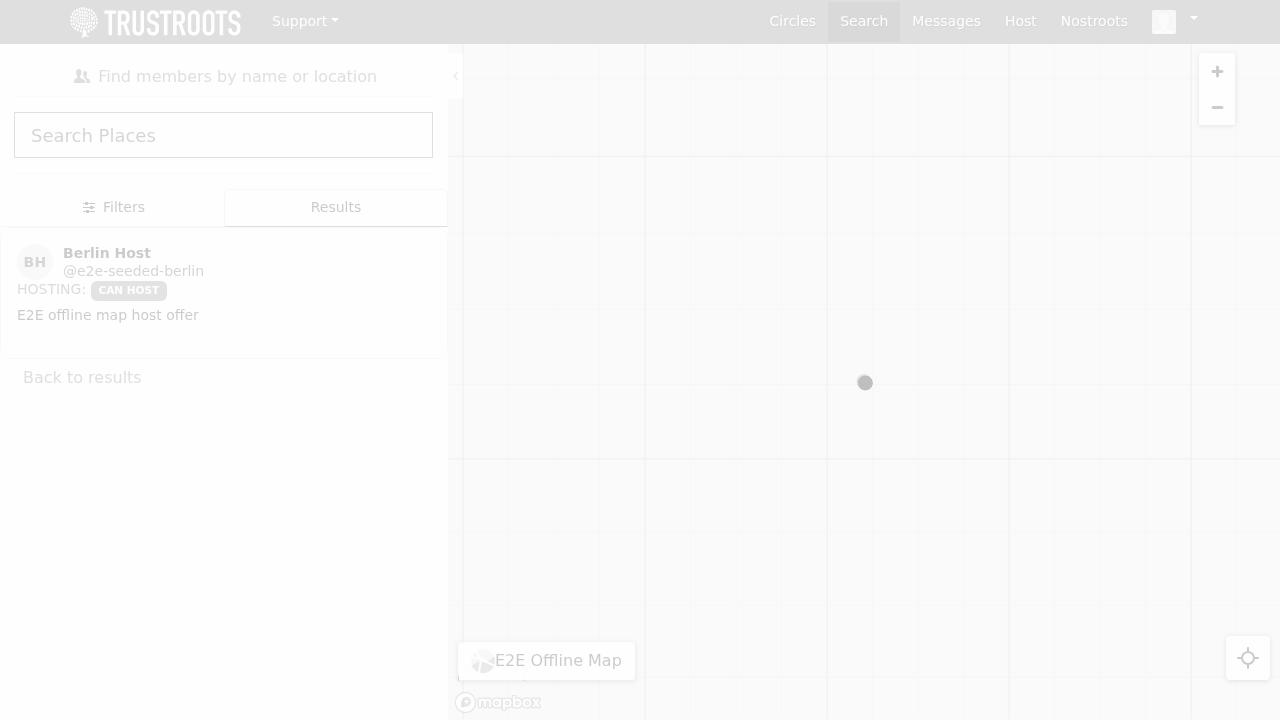 TRUSTROOTS
Support
Circles
Search
Messages
Host
Nostroots
Find members by name or location
Search Places
Filters
Results
BH
Berlin Host
@e2e-seeded-berlin
HOSTING: CAN HOST
E2E offline map host offer
Back to results
E2E Offline Map
mapbox